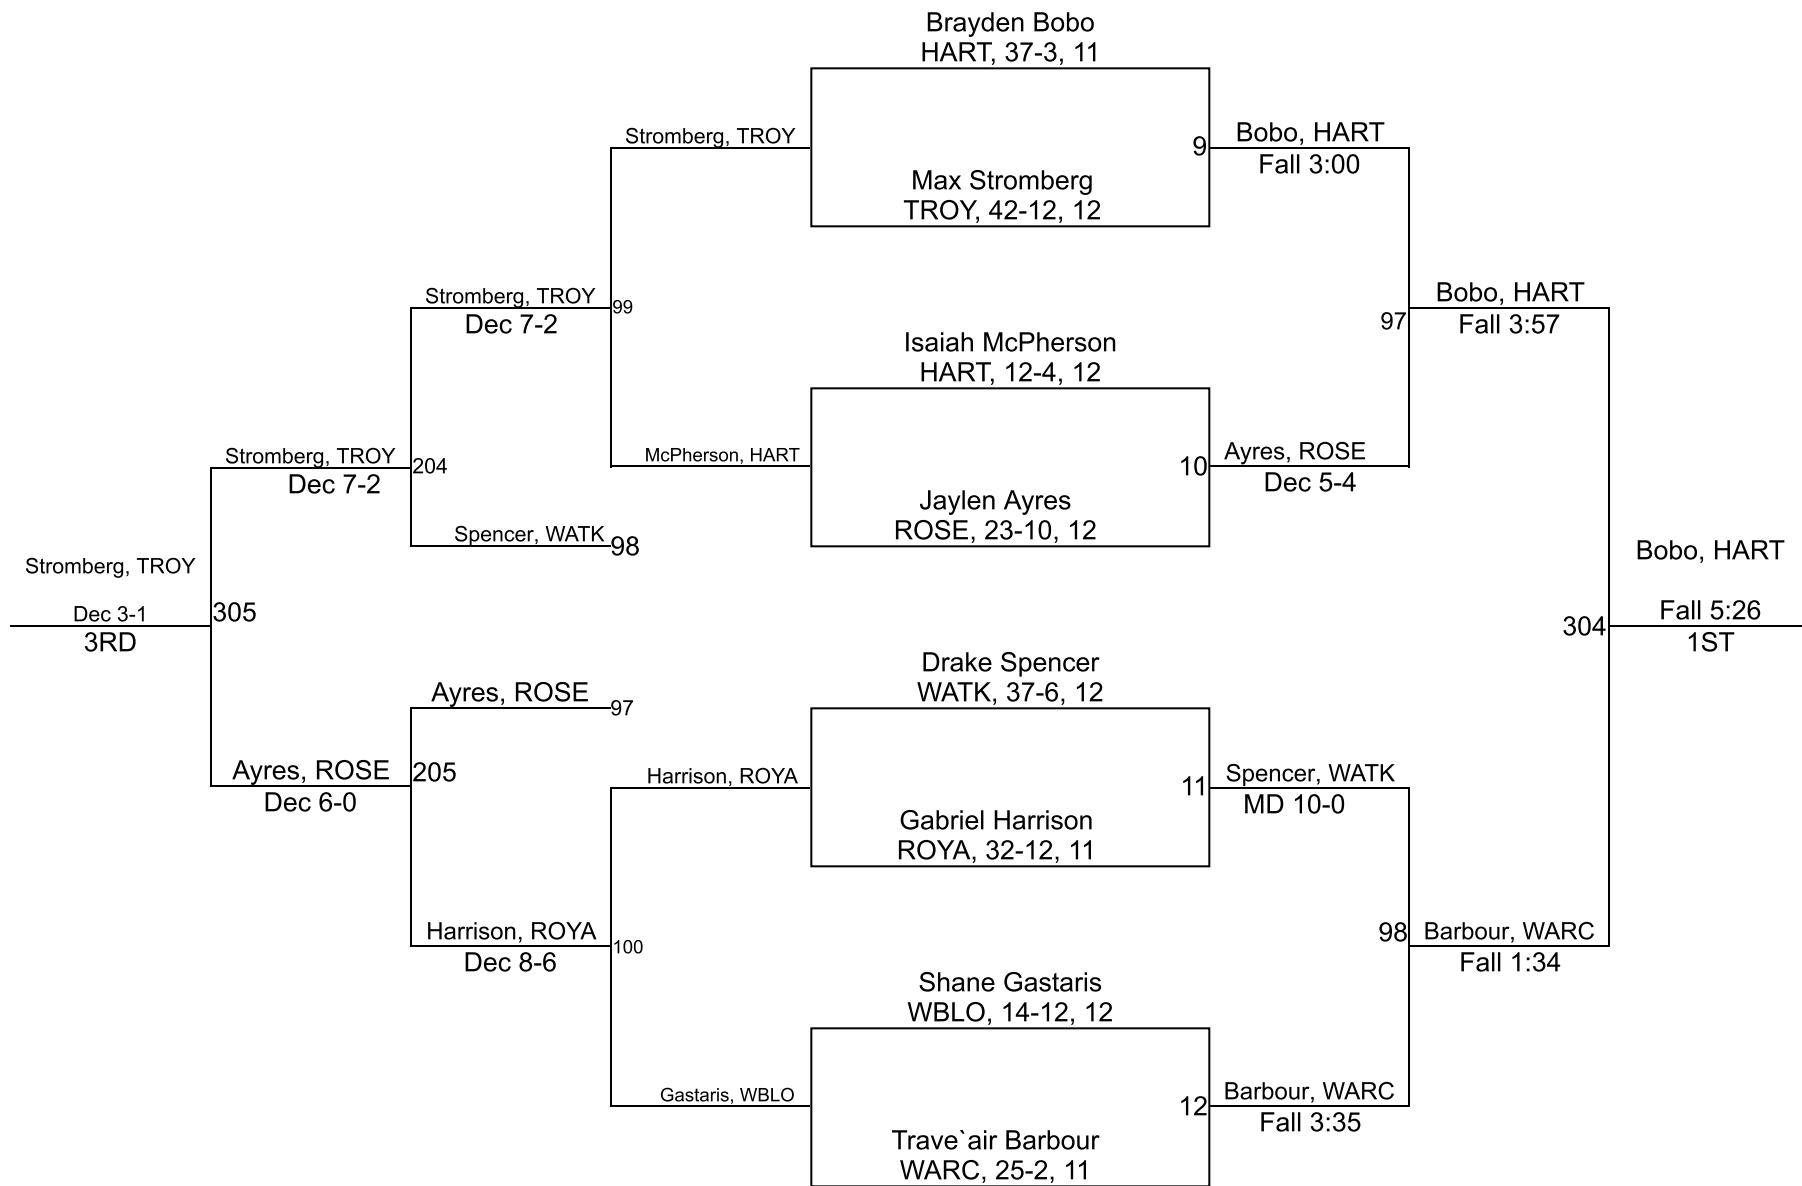 Brayden Bobo
HART, 37-3, 11
Stromberg, TROY
9
Bobo, HART
Fall 3:00
Max Stromberg
TROY, 42-12, 12
Stromberg, TROY
Dec 7-2
99
Bobo, HART
Fall 3:57
97
Isaiah McPherson
HART, 12-4, 12
Stromberg, TROY
Dec 7-2
204
McPherson, HART
10
Ayres, ROSE
Dec 5-4
Jaylen Ayres
ROSE, 23-10, 12
Spencer, WATK
98
Stromberg, TROY
Dec 3-1
3RD
305
Bobo, HART
Fall 5:26
1ST
304
Drake Spencer
WATK, 37-6, 12
Ayres, ROSE
97
Ayres, ROSE
Dec 6-0
205
Harrison, ROYA
11
Spencer, WATK
MD 10-0
Gabriel Harrison
ROYA, 32-12, 11
Harrison, ROYA
Dec 8-6
100
98
Barbour, WARC
Fall 1:34
Shane Gastaris
WBLO, 14-12, 12
Gastaris, WBLO
12
Barbour, WARC
Fall 3:35
Trave`air Barbour
WARC, 25-2, 11